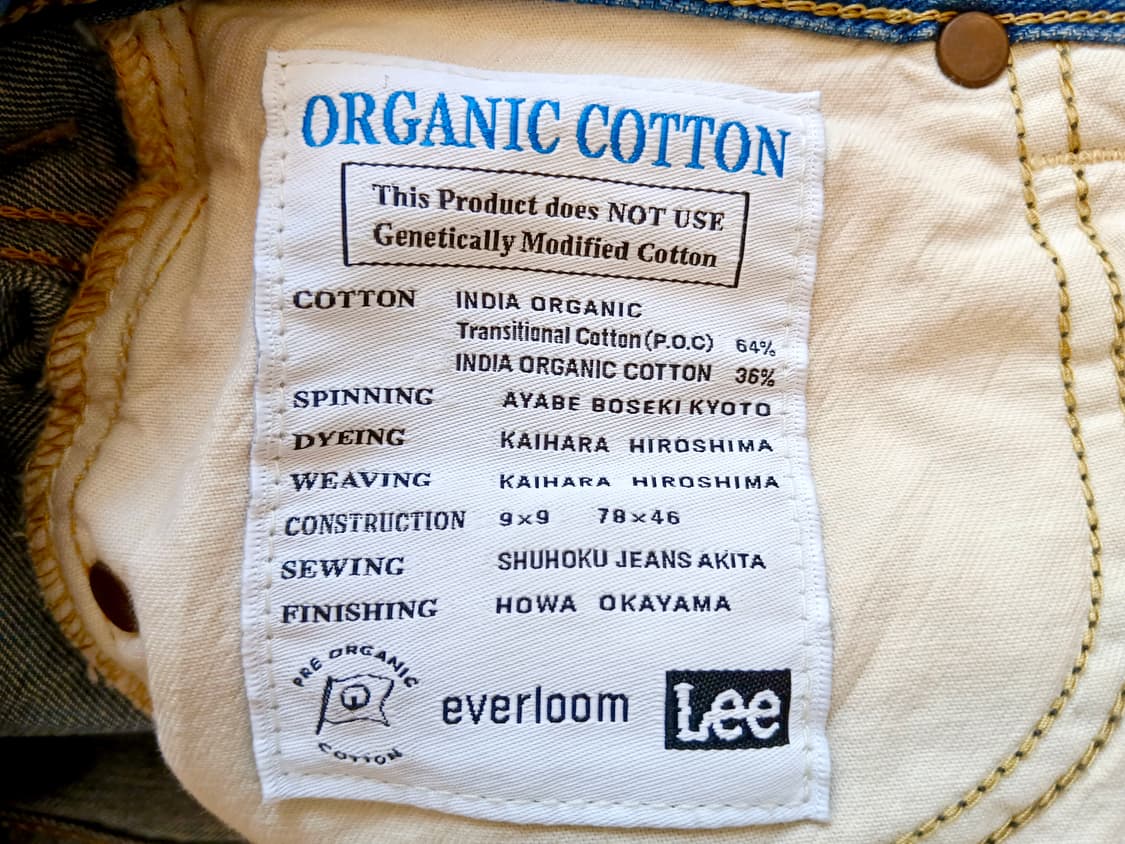 ORGANIC COTTON
This Product does NOT USE
Genetically Modified Cotton
COTTON INDIA ORGANIC
Transitional Cotton (P.O.C) 64%
INDIA ORGANIC COTTON 36%
SPINNING AYABE BOSEKI KYOTO
DYEING KAIHARA HIROSHIMA
WEAVING KAIHARA HIROSHIMA
CONSTRUCTION 9×9 78×46
SEWING SHUHOKU JEANS AKITA
FINISHING HOWA OKAYAMA
PRE ORGANIC
COTTON
everloom
Lee